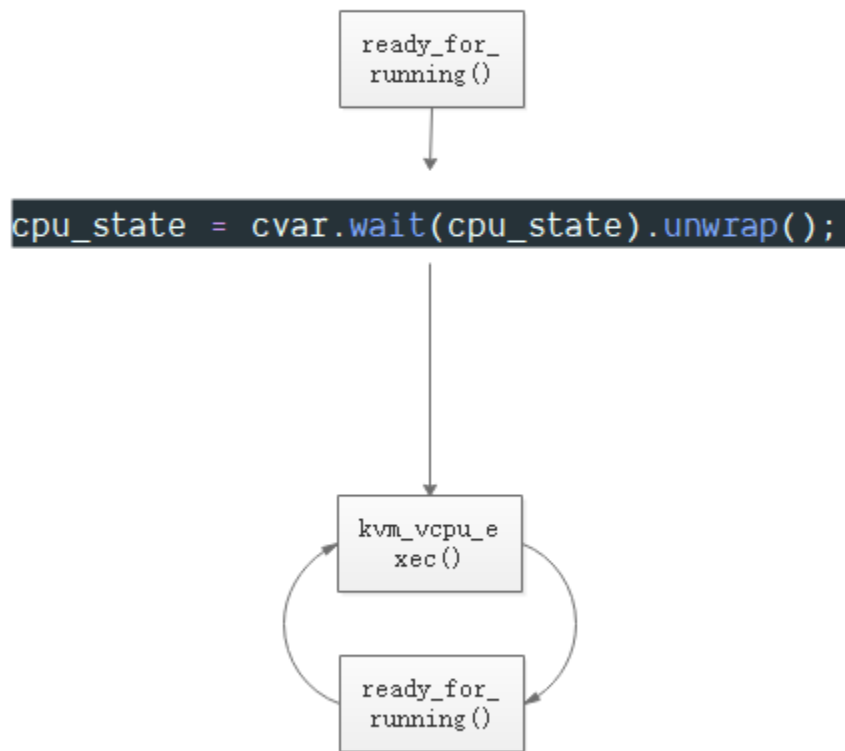 ready_for_
running()
cpu_state = cvar.wait(cpu_state).unwrap();
kvm_vcpu_e
xec()
ready_for_
running()